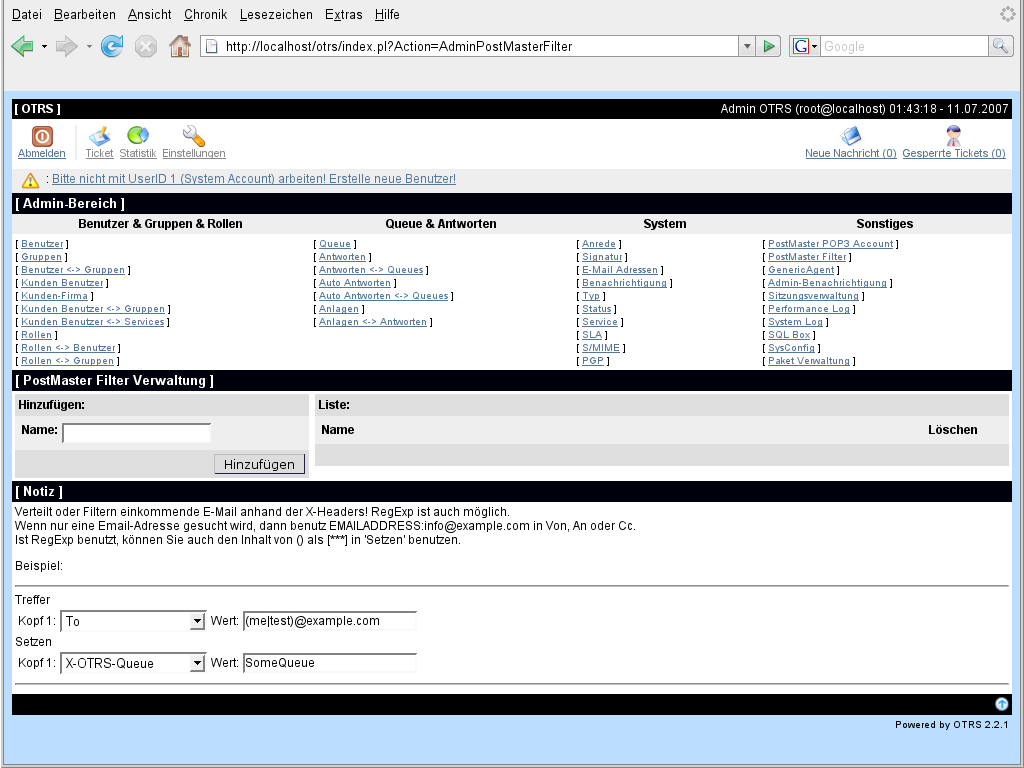 Datei Bearbeiten Ansicht Chronik Lesezeichen Extras Hilfe
http://localhost/otrs/index.pl?Action=AdminPostMasterFilter
G Google
[ OTRS ] Admin OTRS (root@localhost) 01:43:18 - 11.07.2007
Abmelden Ticket Statistik Einstellungen Neue Nachricht (0) Gesperrte Tickets (0)
: Bitte nicht mit UserID 1 (System Account) arbeiten! Erstelle neue Benutzer!
[ Admin-Bereich ]
Benutzer & Gruppen & Rollen Queue & Antworten System Sonstiges
[ Benutzer ] [ Queue ] [ Anrede ] [ PostMaster POP3 Account ]
[ Gruppen ] [ Antworten ] [ Signatur ] [ PostMaster Filter ]
[ Benutzer <-> Gruppen ] [ Antworten <-> Queues ] [ E-Mail Adressen ] [ GenericAgent ]
[ Kunden Benutzer ] [ Auto Antworten ] [ Benachrichtigung ] [ Admin-Benachrichtigung ]
[ Kunden-Firma ] [ Auto Antworten <-> Queues ] [ Typ ] [ Sitzungsverwaltung ]
[ Kunden Benutzer <-> Gruppen ] [ Anlagen ] [ Status ] [ Performance Log ]
[ Kunden Benutzer <-> Services ] [ Anlagen <-> Antworten ] [ Service ] [ System Log ]
[ Rollen ] [ SLA ] [ SQL Box ]
[ Rollen <-> Benutzer ] [ S/MIME ] [ SysConfig ]
[ Rollen <-> Gruppen ] [ PGP ] [ Paket Verwaltung ]
[ PostMaster Filter Verwaltung ]
Hinzufügen: Liste:
Name: Name Löschen
Hinzufügen
[ Notiz ]
Verteilt oder Filtern einkommende E-Mail anhand der X-Headers! RegExp ist auch möglich.
Wenn nur eine Email-Adresse gesucht wird, dann benutz EMAILADDRESS:info@example.com in Von, An oder Cc.
Ist RegExp benutzt, können Sie auch den Inhalt von () als [***] in 'Setzen' benutzen.
Beispiel:
Treffer
Kopf 1: To Wert: (me|test)@example.com
Setzen
Kopf 1: X-OTRS-Queue Wert: SomeQueue
Powered by OTRS 2.2.1